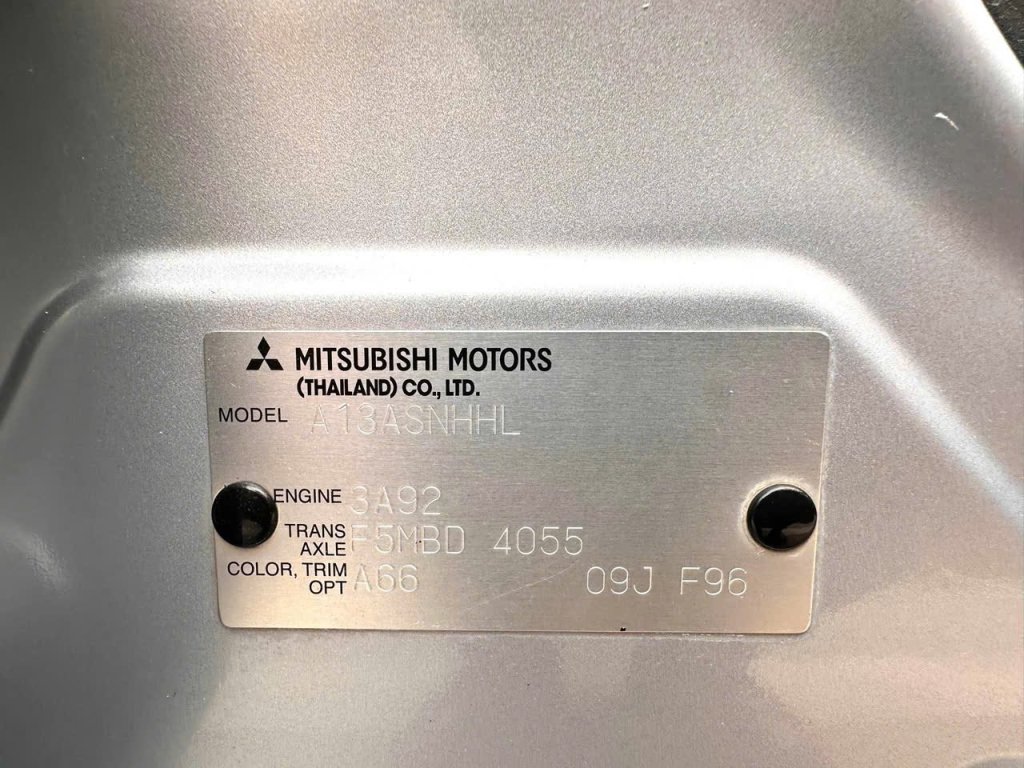 MITSUBISHI MOTORS
(THAILAND) CO., LTD.
MODEL A13ASNHHL
ENGINE 3A92
TRANS AXLE F5MBD 4055
COLOR, TRIM OPT A66 09J F96